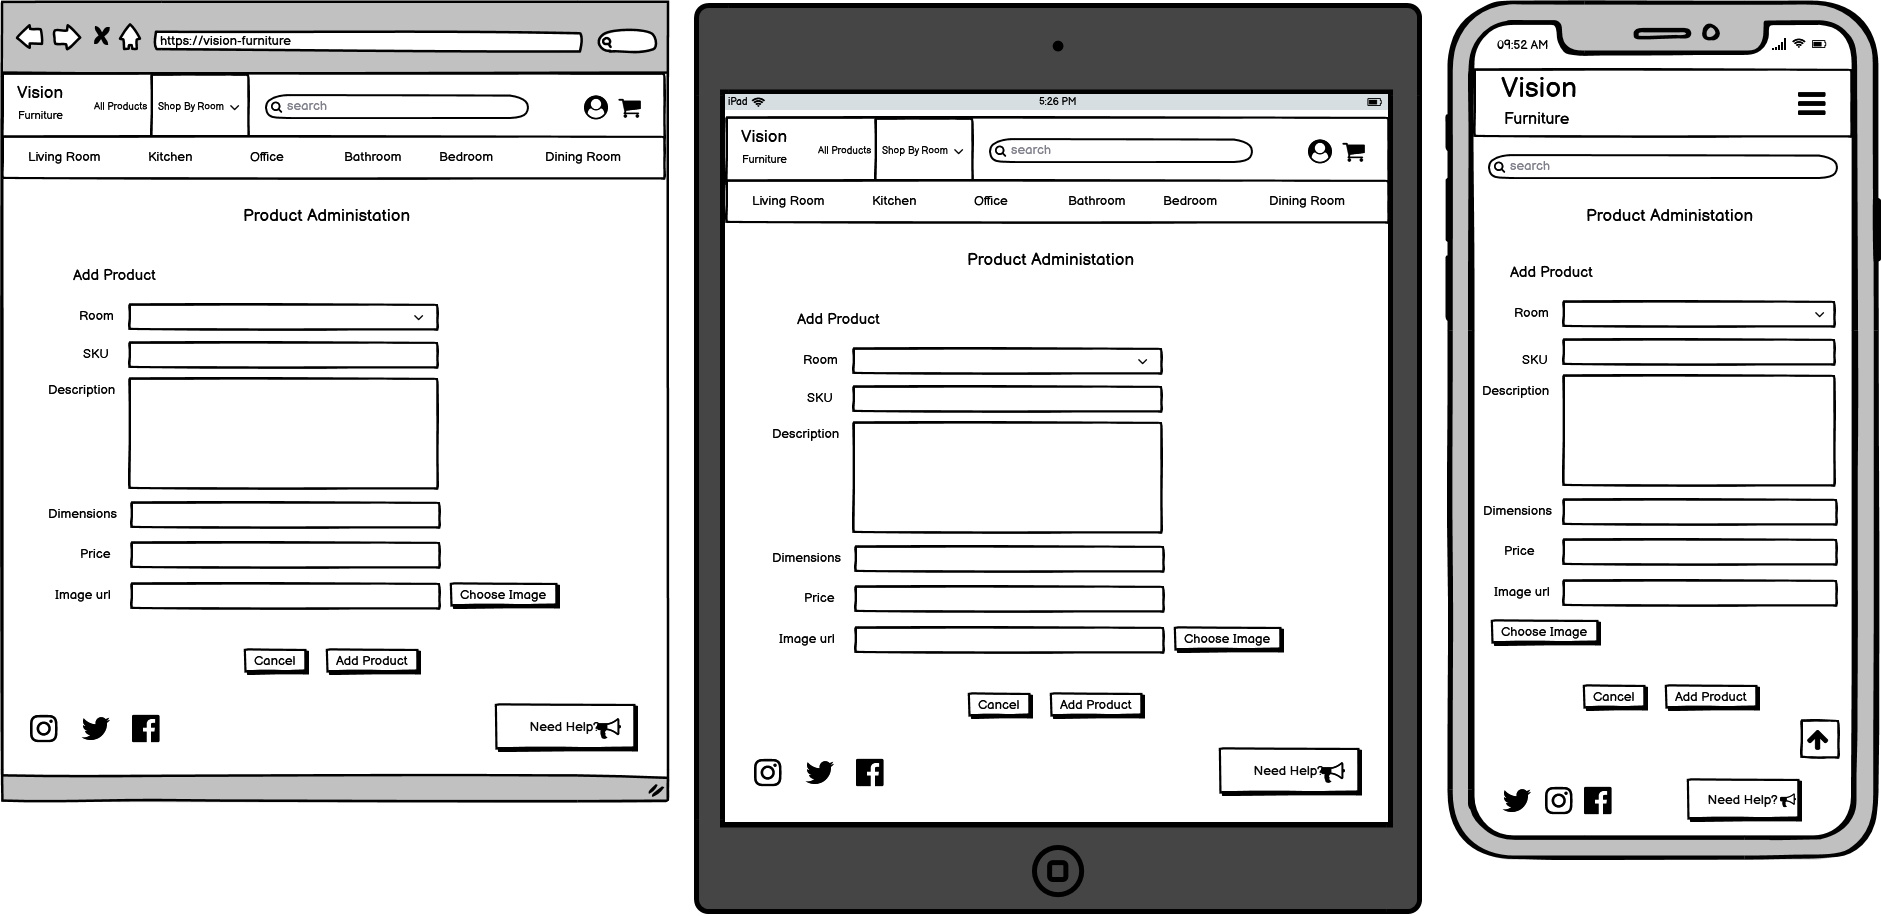 https://vision-furniture
Vision
Furniture
All Products
Shop By Room
search
Living Room Kitchen Office Bathroom Bedroom Dining Room
Product Administation
Add Product
Room
SKU
Description
Dimensions
Price
Image url
Choose Image
Cancel
Add Product
Need Help?
iPad
5:26 PM
Vision
Furniture
All Products
Shop By Room
search
Living Room Kitchen Office Bathroom Bedroom Dining Room
Product Administation
Add Product
Room
SKU
Description
Dimensions
Price
Image url
Choose Image
Cancel
Add Product
Need Help?
09:52 AM
Vision
Furniture
search
Product Administation
Add Product
Room
SKU
Description
Dimensions
Price
Image url
Choose Image
Cancel
Add Product
Need Help?